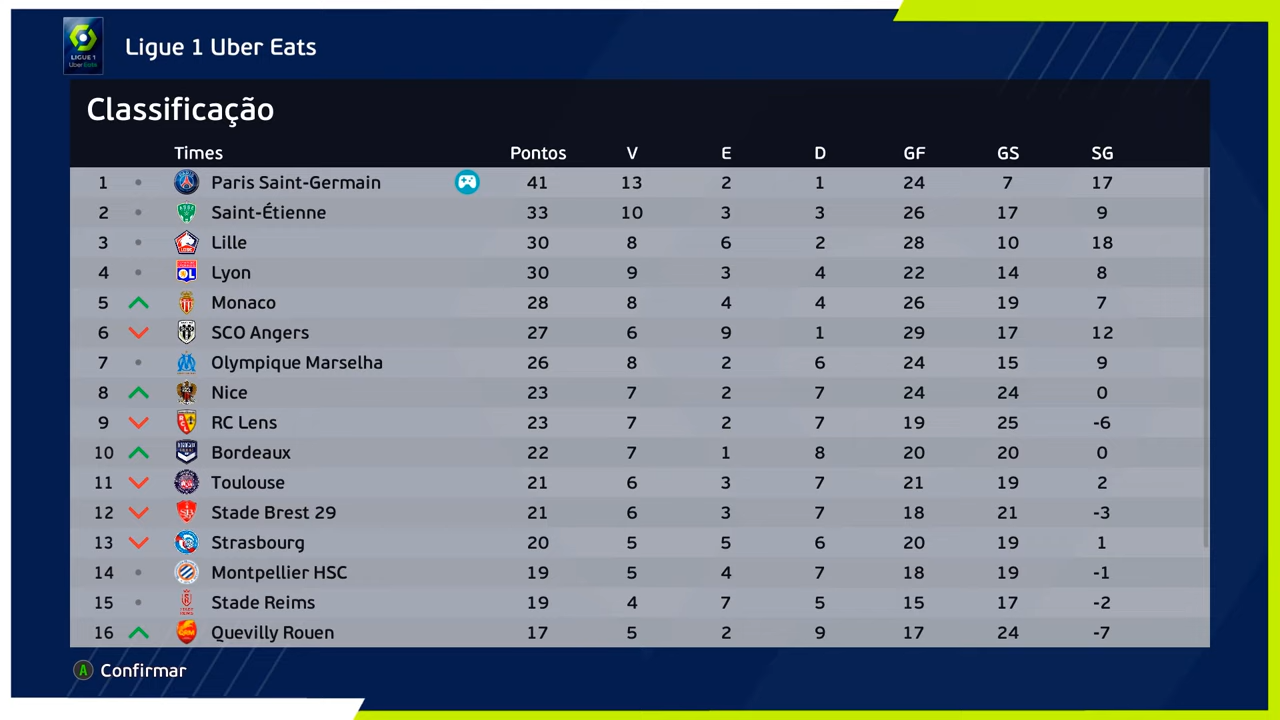 LIGUE 1
Uber Eats
Ligue 1 Uber Eats
Classificação
Times Pontos V E D GF GS SG
1 Paris Saint-Germain 41 13 2 1 24 7 17
2 Saint-Étienne 33 10 3 3 26 17 9
3 Lille 30 8 6 2 28 10 18
4 Lyon 30 9 3 4 22 14 8
5 Monaco 28 8 4 4 26 19 7
6 SCO Angers 27 6 9 1 29 17 12
7 Olympique Marselha 26 8 2 6 24 15 9
8 Nice 23 7 2 7 24 24 0
9 RC Lens 23 7 2 7 19 25 -6
10 Bordeaux 22 7 1 8 20 20 0
11 Toulouse 21 6 3 7 21 19 2
12 Stade Brest 29 21 6 3 7 18 21 -3
13 Strasbourg 20 5 5 6 20 19 1
14 Montpellier HSC 19 5 4 7 18 19 -1
15 Stade Reims 19 4 7 5 15 17 -2
16 Quevilly Rouen 17 5 2 9 17 24 -7
A Confirmar